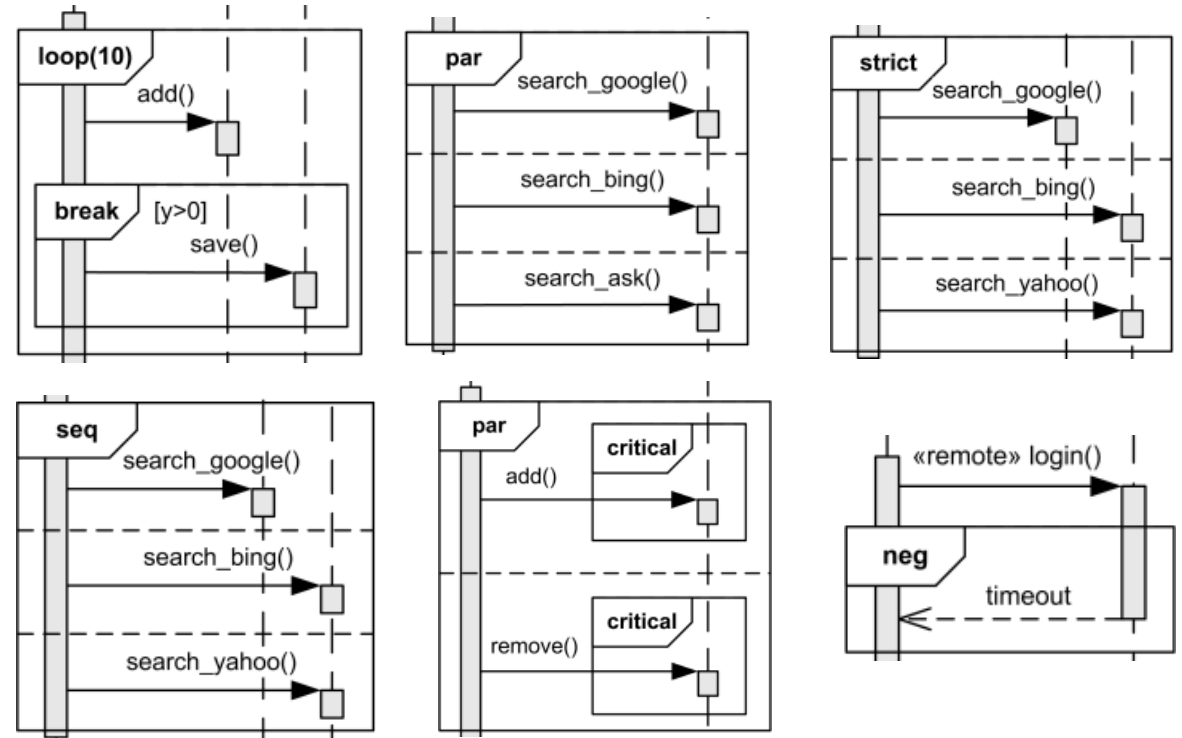 loop(10)
add()
break [y>0]
save()
par
search_google()
search_bing()
search_ask()
strict
search_google()
search_bing()
search_yahoo()
seq
search_google()
search_bing()
search_yahoo()
par
critical
add()
critical
remove()
«remote» login()
neg
timeout